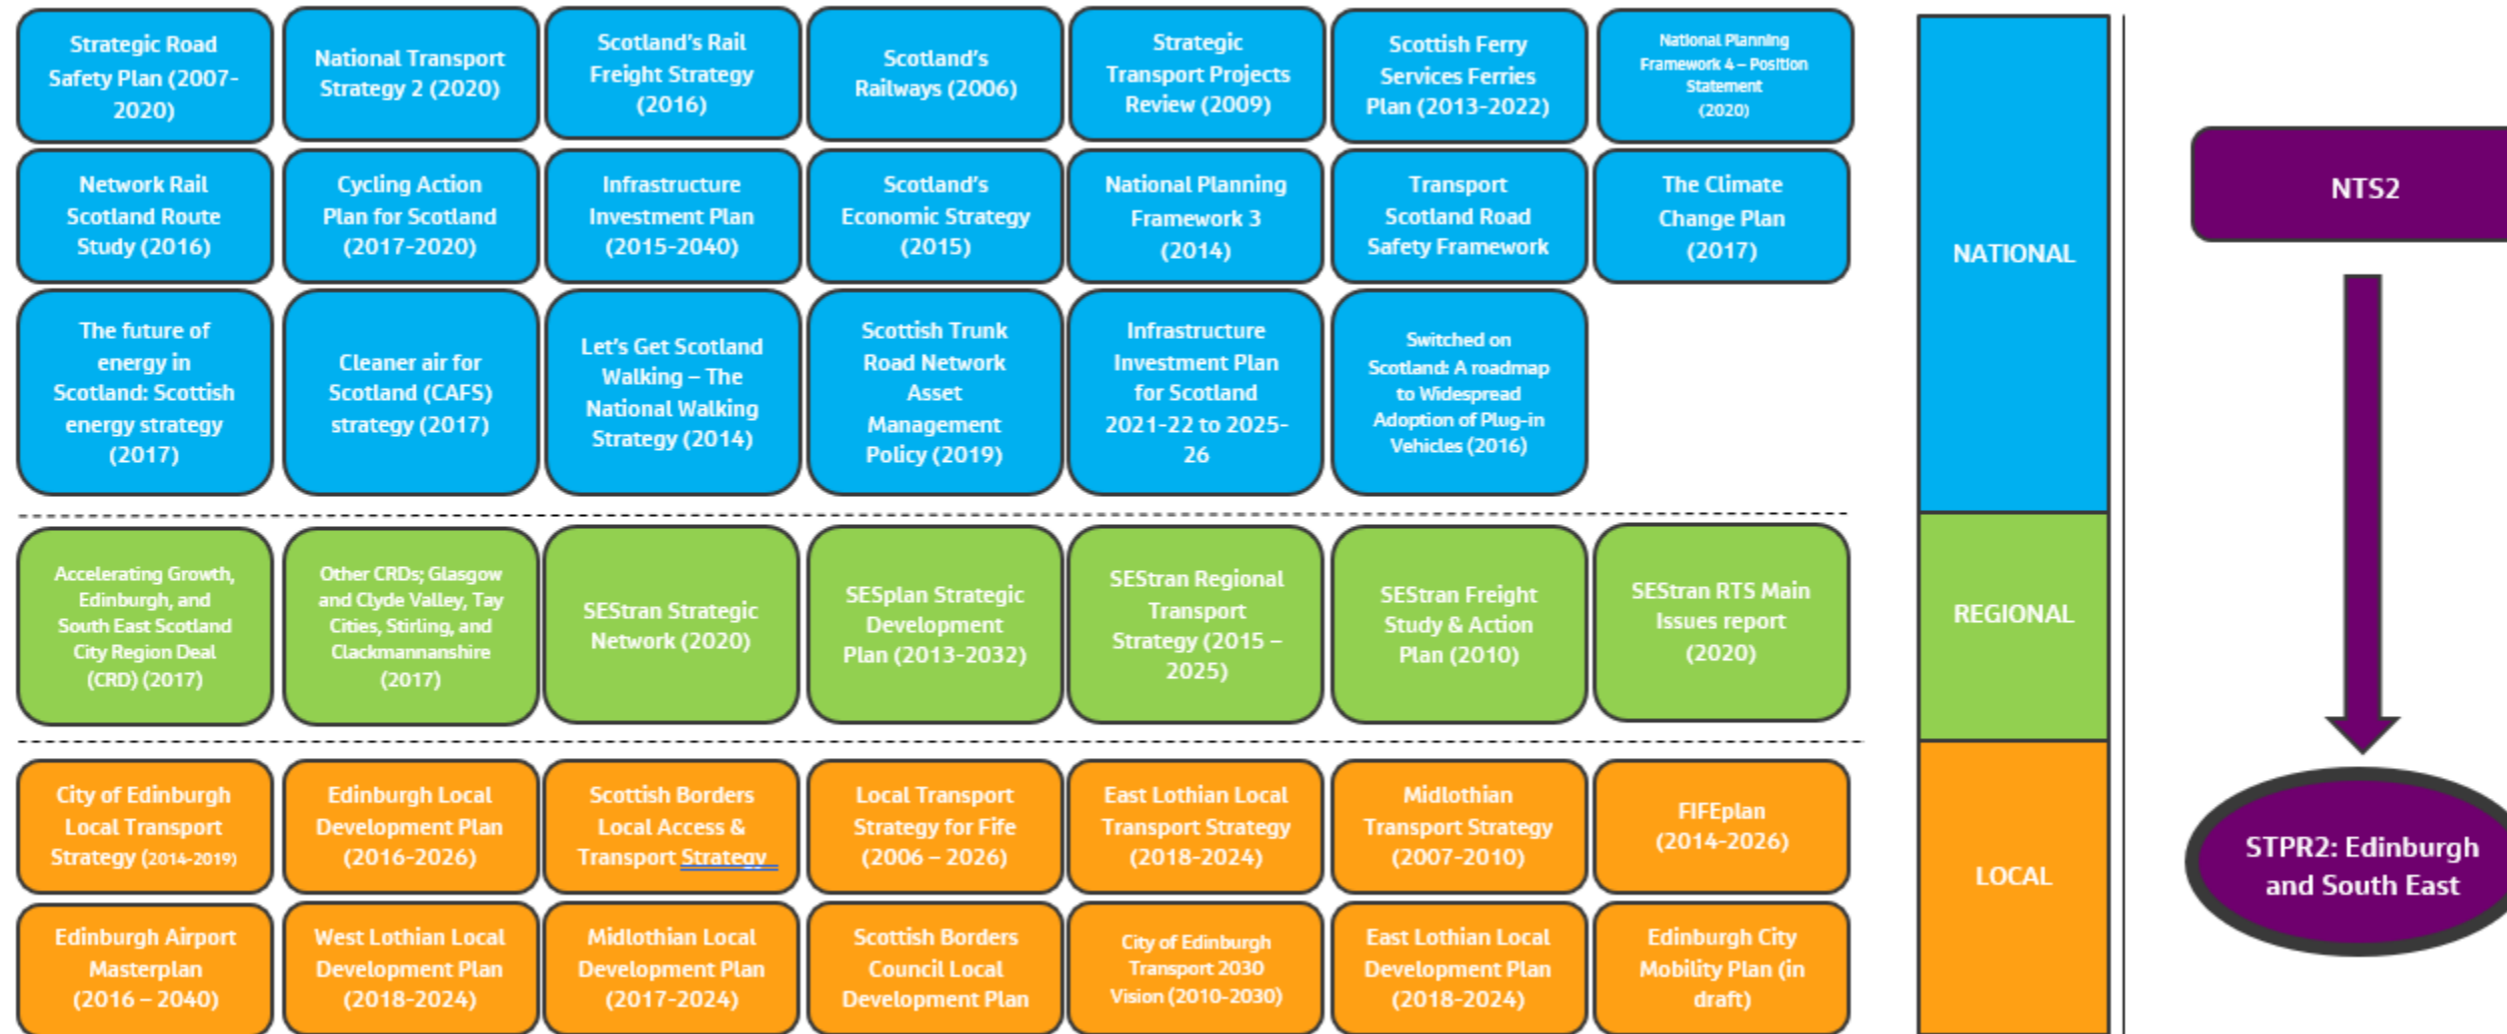 Strategic Road
Safety Plan (2007-
2020)
National Transport
Strategy 2 (2020)
Scotland's Rail
Freight Strategy
(2016)
Scotland's
Railways (2006)
Strategic
Transport Projects
Review (2009)
Scottish Ferry
Services Ferries
Plan (2013-2022)
National Planning
Framework 4 – Position
Statement
(2020)
Network Rail
Scotland Route
Study (2016)
Cycling Action
Plan for Scotland
(2017-2020)
Infrastructure
Investment Plan
(2015-2040)
Scotland's
Economic Strategy
(2015)
National Planning
Framework 3
(2014)
Transport
Scotland Road
Safety Framework
The Climate
Change Plan
(2017)
The future of
energy in
Scotland: Scottish
energy strategy
(2017)
Cleaner air for
Scotland (CAFS)
strategy (2017)
Let's Get Scotland
Walking – The
National Walking
Strategy (2014)
Scottish Trunk
Road Network
Asset
Management
Policy (2019)
Infrastructure
Investment Plan
for Scotland
2021-22 to 2025-
26
Switched on
Scotland: A roadmap
to Widespread
Adoption of Plug-in
Vehicles (2016)
NATIONAL
Accelerating Growth,
Edinburgh, and
South East Scotland
City Region Deal
(CRD) (2017)
Other CRDs; Glasgow
and Clyde Valley, Tay
Cities, Stirling, and
Clackmannanshire
(2017)
SEStran Strategic
Network (2020)
SESplan Strategic
Development
Plan (2013-2032)
SEStran Regional
Transport
Strategy (2015 –
2025)
SEStran Freight
Study & Action
Plan (2010)
SEStran RTS Main
Issues report
(2020)
REGIONAL
City of Edinburgh
Local Transport
Strategy (2014-2019)
Edinburgh Local
Development Plan
(2016-2026)
Scottish Borders
Local Access &
Transport Strategy
Local Transport
Strategy for Fife
(2006 – 2026)
East Lothian Local
Transport Strategy
(2018-2024)
Midlothian
Transport Strategy
(2007-2010)
FIFEplan
(2014-2026)
Edinburgh Airport
Masterplan
(2016 – 2040)
West Lothian Local
Development Plan
(2018-2024)
Midlothian Local
Development Plan
(2017-2024)
Scottish Borders
Council Local
Development Plan
City of Edinburgh
Transport 2030
Vision (2010-2030)
East Lothian Local
Development Plan
(2018-2024)
Edinburgh City
Mobility Plan (in
draft)
LOCAL
NTS2
STPR2: Edinburgh
and South East